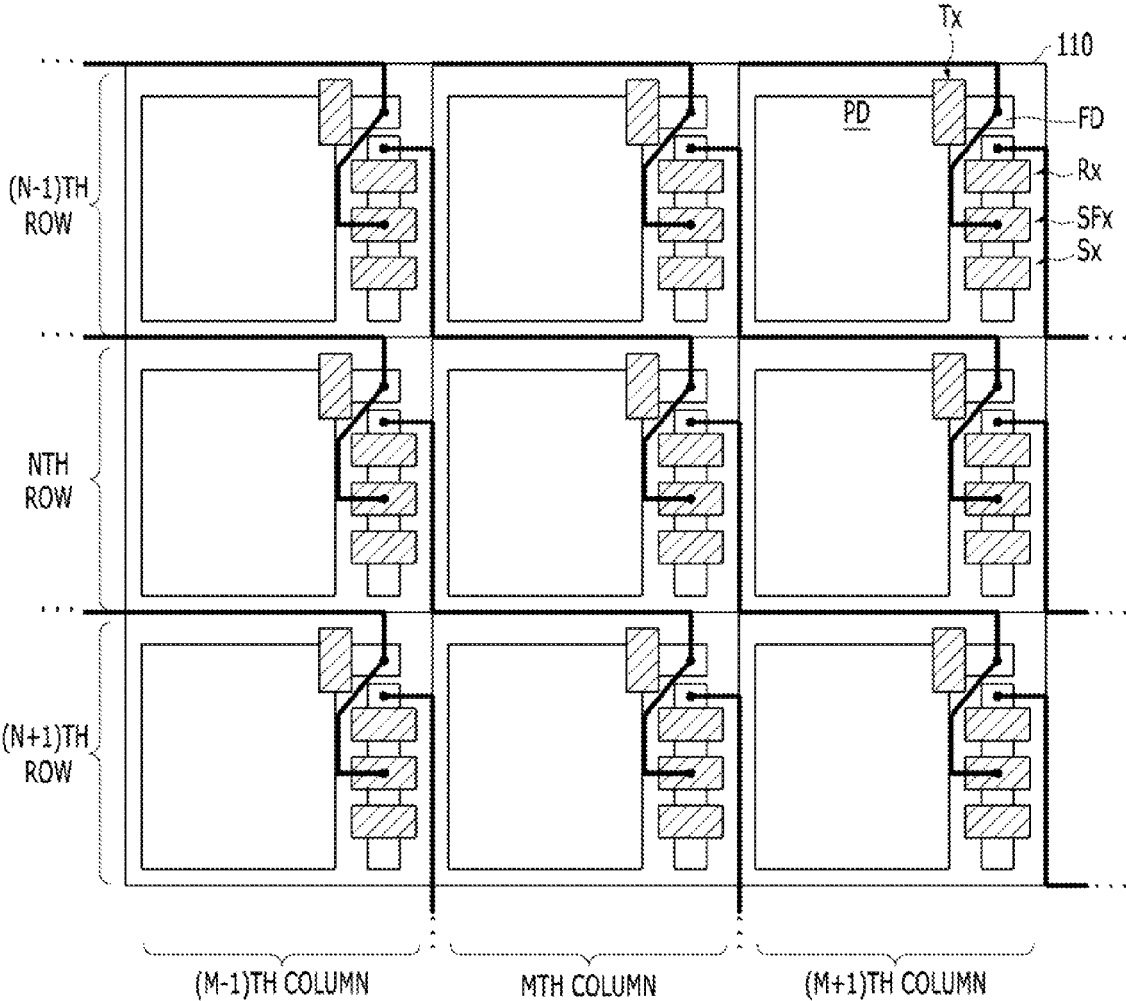 Tx
110
PD
FD
(N-1)TH
ROW
Rx
SFx
Sx
NTH
ROW
(N+1)TH
ROW
(M-1)TH COLUMN
MTH COLUMN
(M+1)TH COLUMN